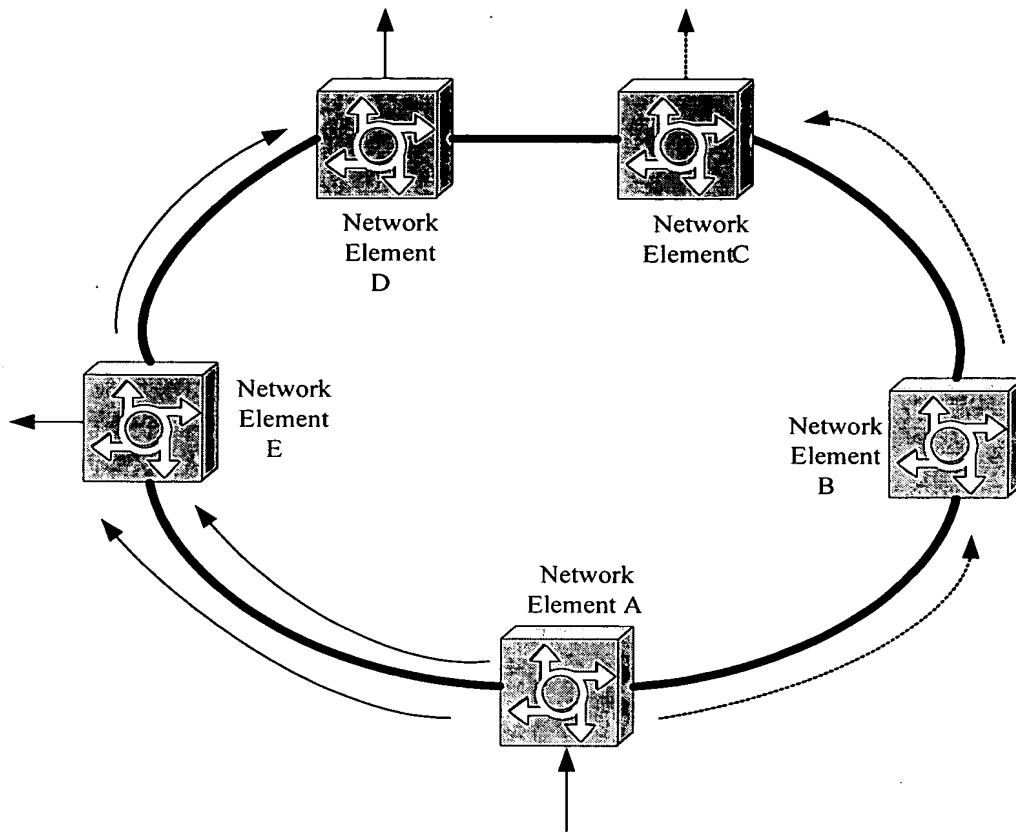 Network
Element
D
Network
ElementC
Network
Element
E
Network
Element
B
Network
Element A